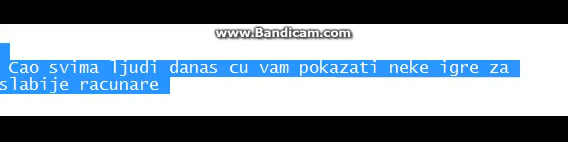 www.Bandicam.com
Cao svima ljudi danas cu vam pokazati neke igre za
slabije racunare